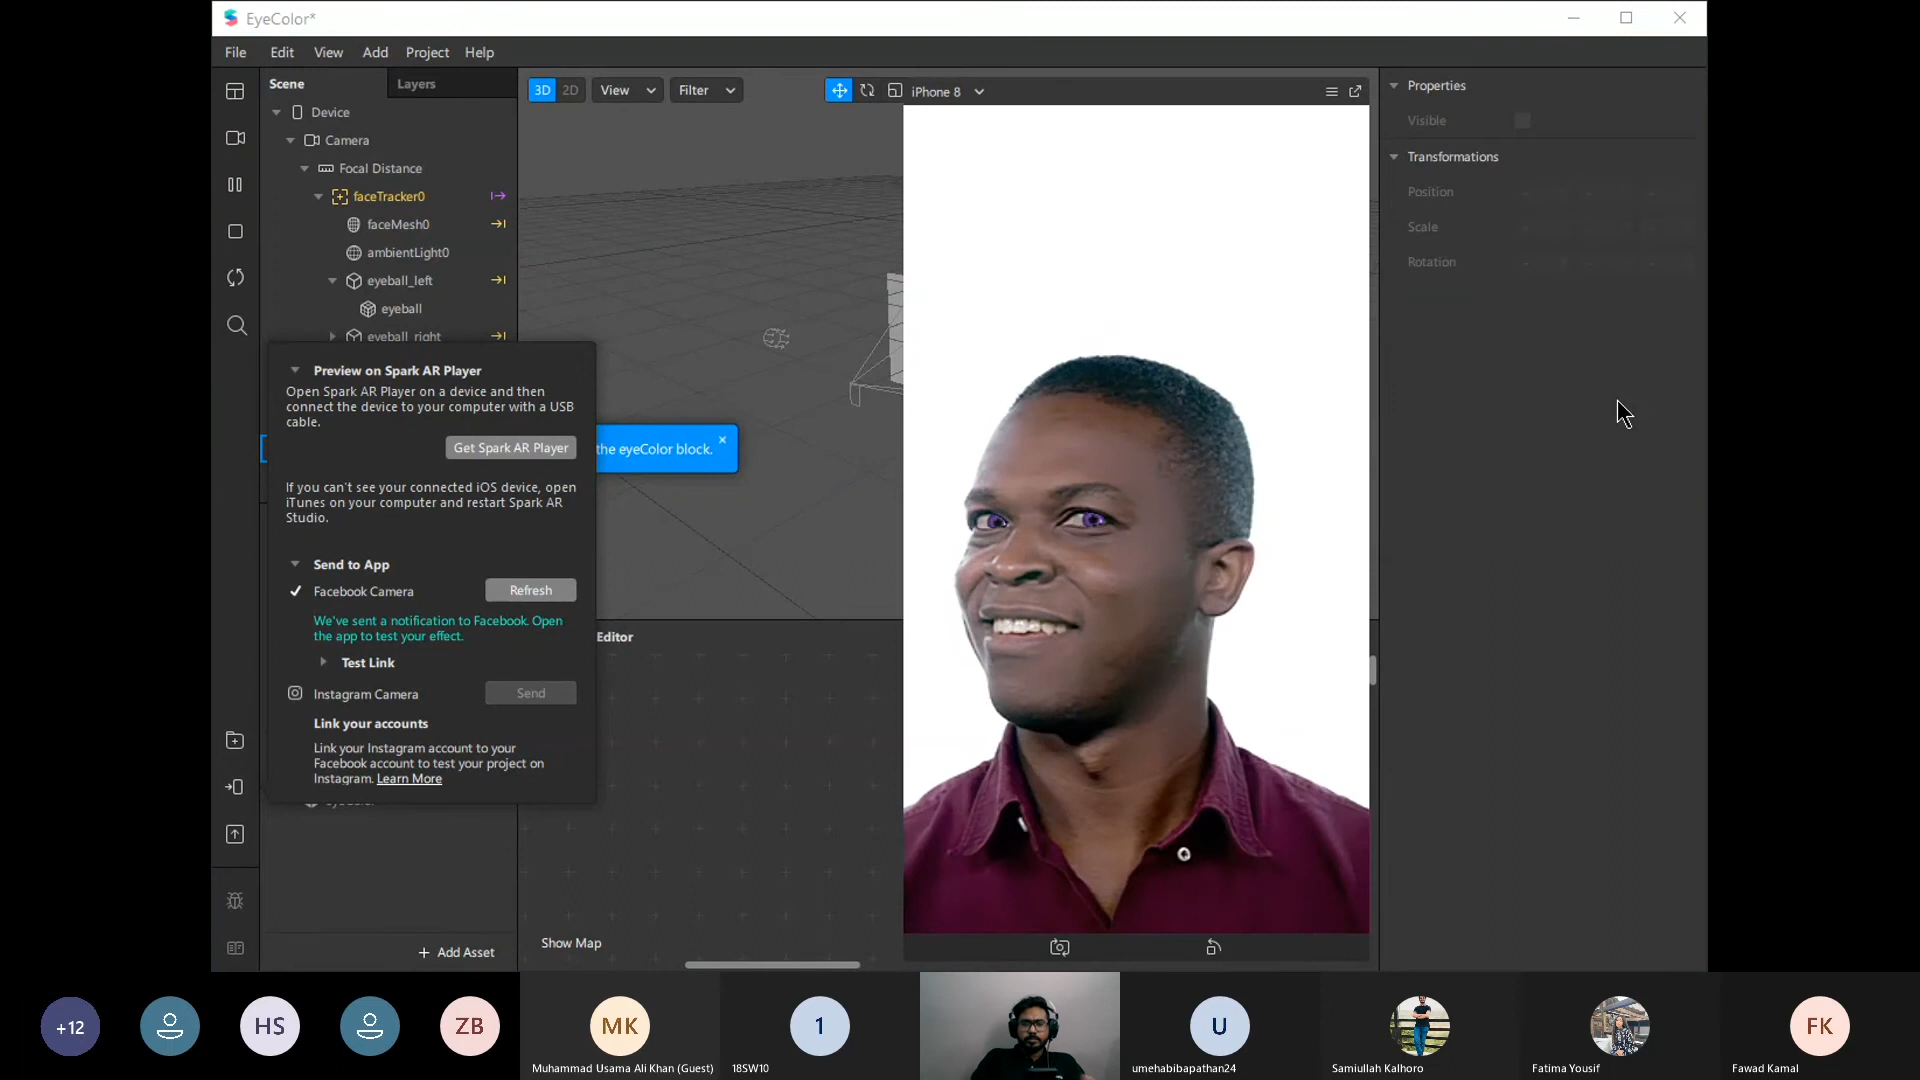 EyeColor*
File Edit View Add Project Help
Scene Layers
3D 2D View Filter iPhone 8
Properties
Visible
Transformations
Position
Scale
Rotation
Device
Camera
Focal Distance
faceTracker0
faceMesh0
ambientLight0
eyeball_left
eyeball
eyeball_right
Preview on Spark AR Player
Open Spark AR Player on a device and then
connect the device to your computer with a USB
cable.
Get Spark AR Player
If you can't see your connected iOS device, open
iTunes on your computer and restart Spark AR
Studio.
Send to App
Facebook Camera Refresh
We've sent a notification to Facebook. Open
the app to test your effect.
Test Link
Instagram Camera Send
Link your accounts
Link your Instagram account to your
Facebook account to test your project on
Instagram. Learn More
the eyeColor block.
Editor
Show Map
+ Add Asset
+12
HS
ZB
MK
1
U
FK
Muhammad Usama Ali Khan (Guest)
18SW10
umehabibapathan24
Samiullah Kalhoro
Fatima Yousif
Fawad Kamal